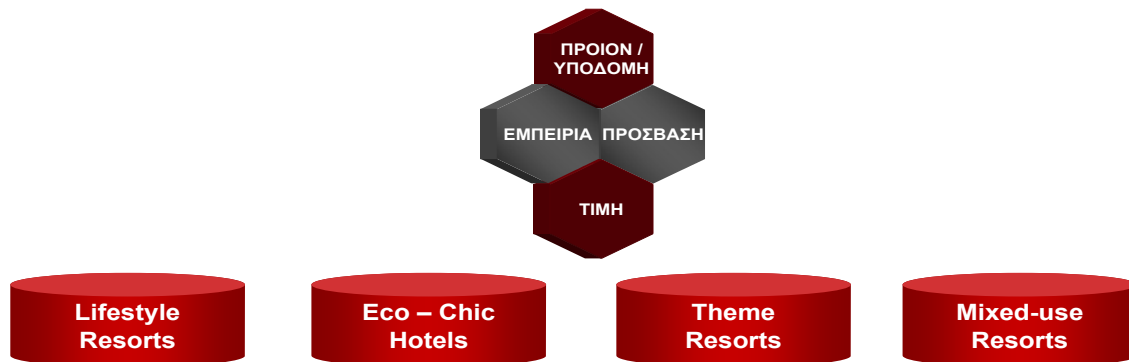 ΠΡΟΙΟΝ /
ΥΠΟΔΟΜΗ
ΕΜΠΕΙΡΙΑ ΠΡΟΣΒΑΣΗ
ΤΙΜΗ
Lifestyle
Resorts
Eco – Chic
Hotels
Theme
Resorts
Mixed-use
Resorts